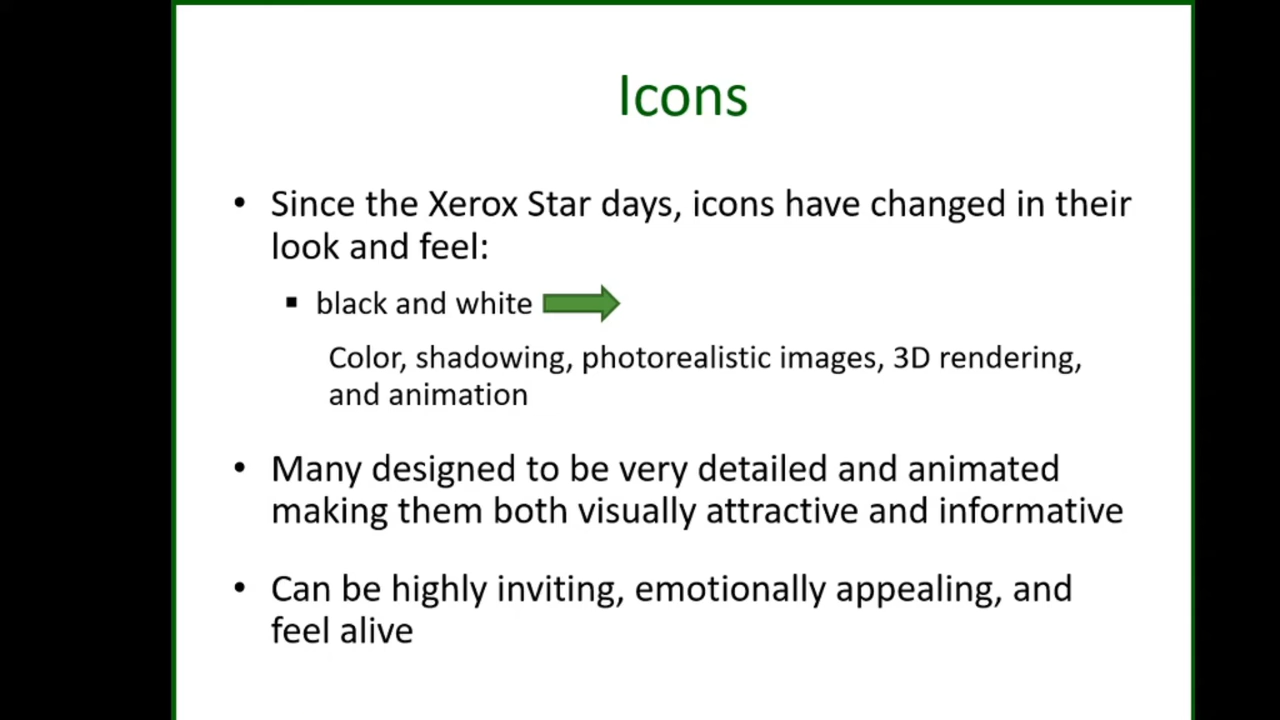 Icons
• Since the Xerox Star days, icons have changed in their
look and feel:
▪ black and white
Color, shadowing, photorealistic images, 3D rendering,
and animation
• Many designed to be very detailed and animated
making them both visually attractive and informative
• Can be highly inviting, emotionally appealing, and
feel alive